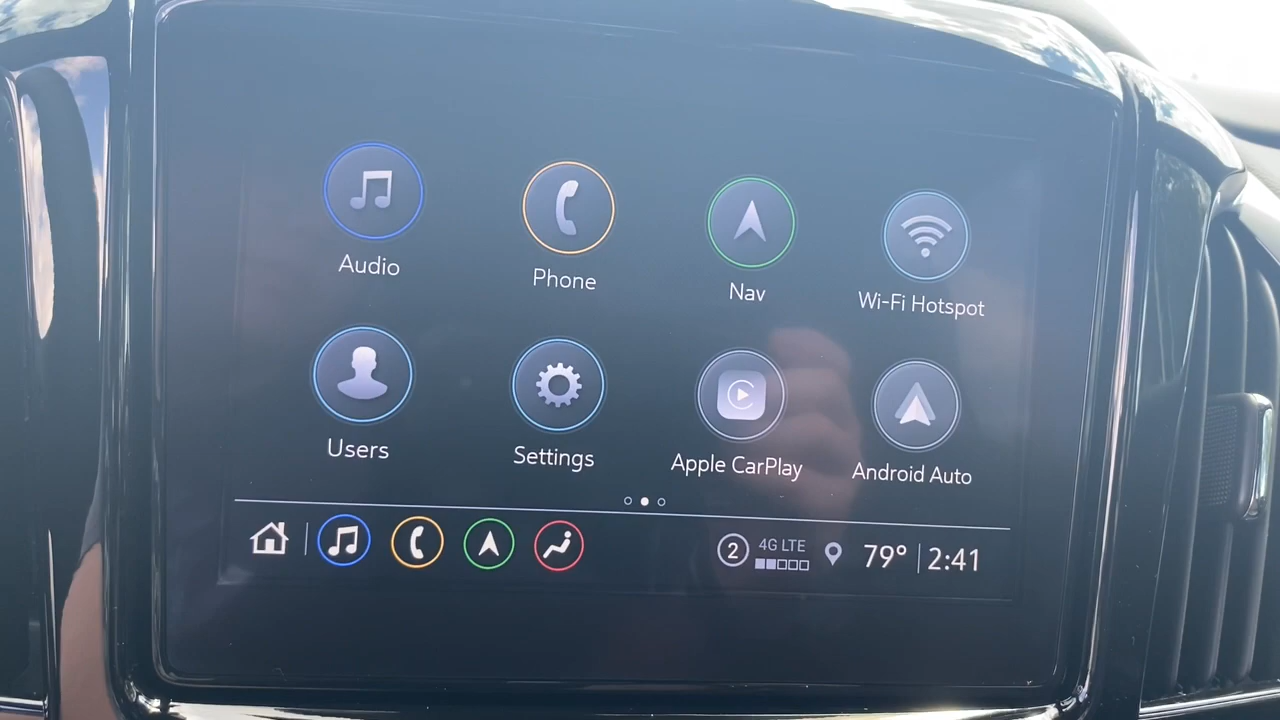 Audio Phone Nav Wi-Fi Hotspot
Users Settings Apple CarPlay Android Auto
2 4G LTE 79° 2:41